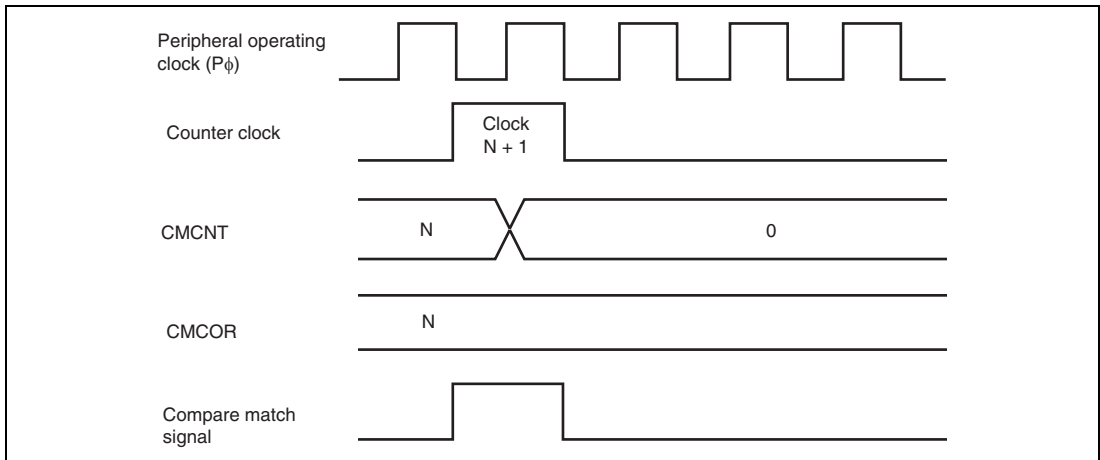 Peripheral operating
clock (Pϕ)
Counter clock
Clock
N + 1
CMCNT
N
0
CMCOR
N
Compare match
signal